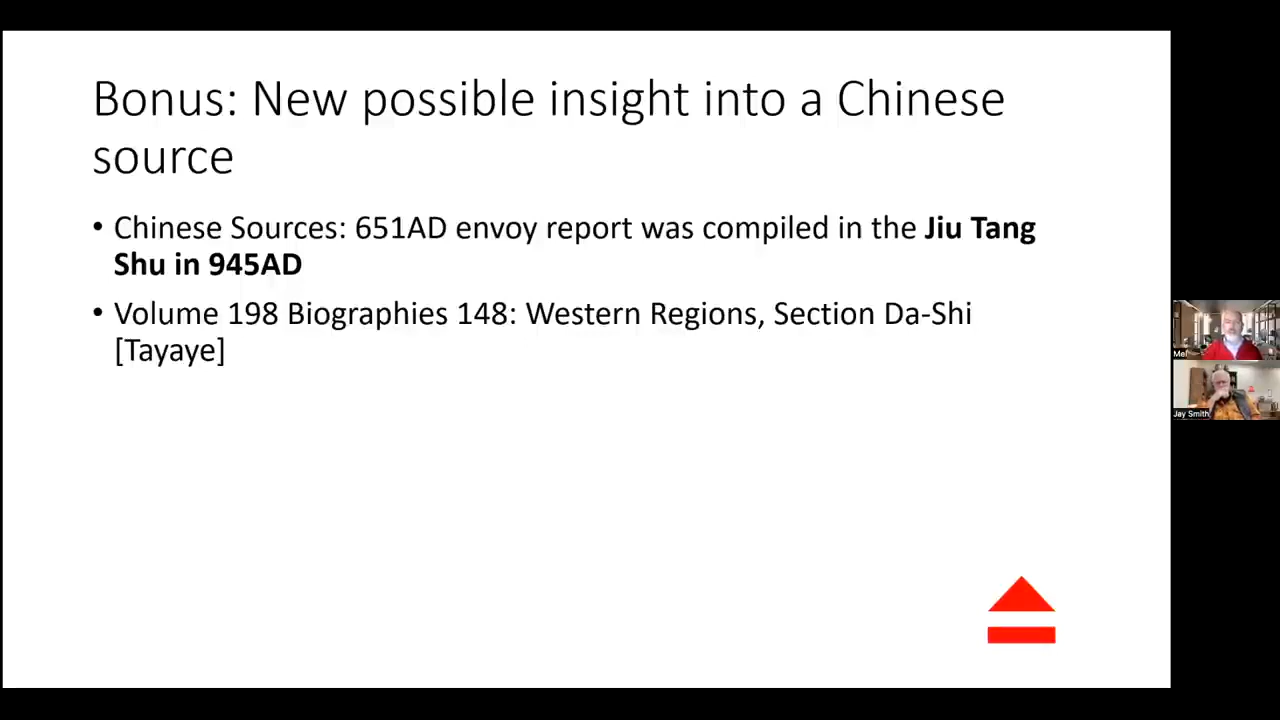 Bonus: New possible insight into a Chinese
source
• Chinese Sources: 651AD envoy report was compiled in the Jiu Tang
Shu in 945AD
• Volume 198 Biographies 148: Western Regions, Section Da-Shi
[Tayaye]
Mel
Jay Smith